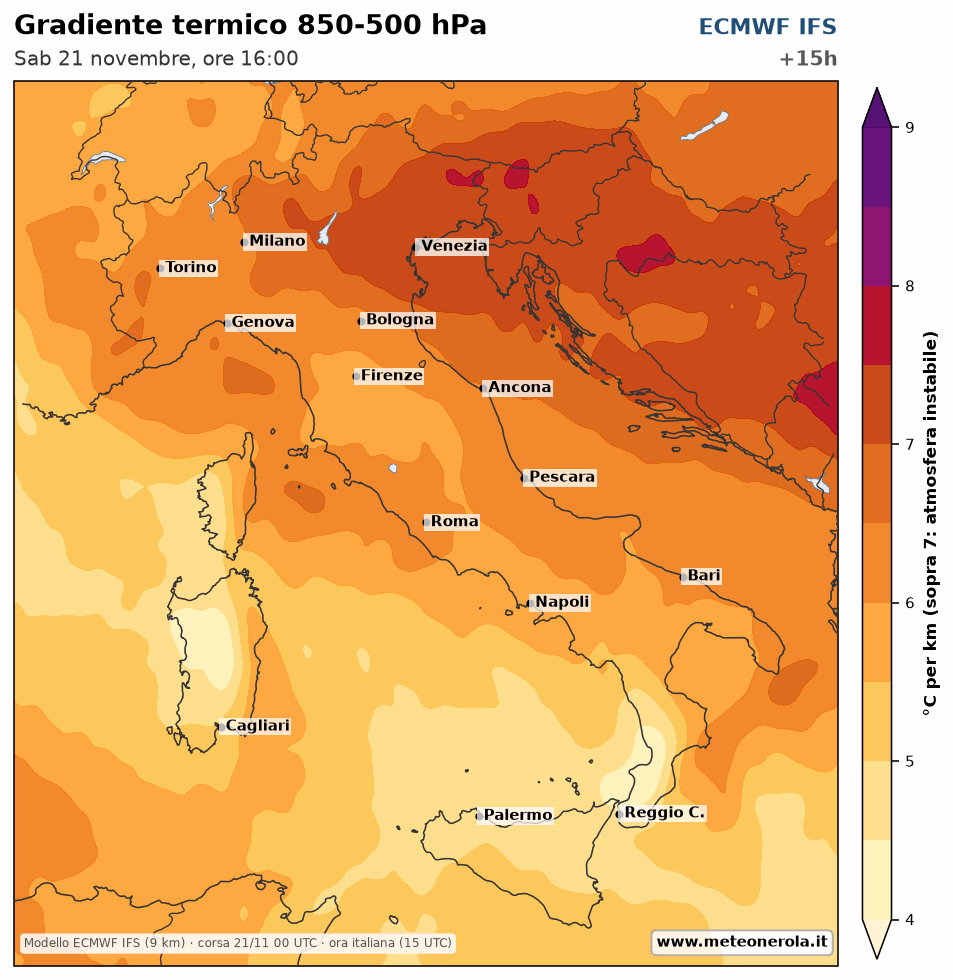 Gradiente termico 850-500 hPa
ECMWF IFS
Sab 21 novembre, ore 16:00
+15h
Milano
Venezia
Torino
Genova
Bologna
Firenze
Ancona
Pescara
Roma
Bari
Napoli
Cagliari
Palermo
Reggio C.
9
8
7
6
5
4
°C per km (sopra 7: atmosfera instabile)
Modello ECMWF IFS (9 km) · corsa 21/11 00 UTC · ora italiana (15 UTC)
www.meteonerola.it